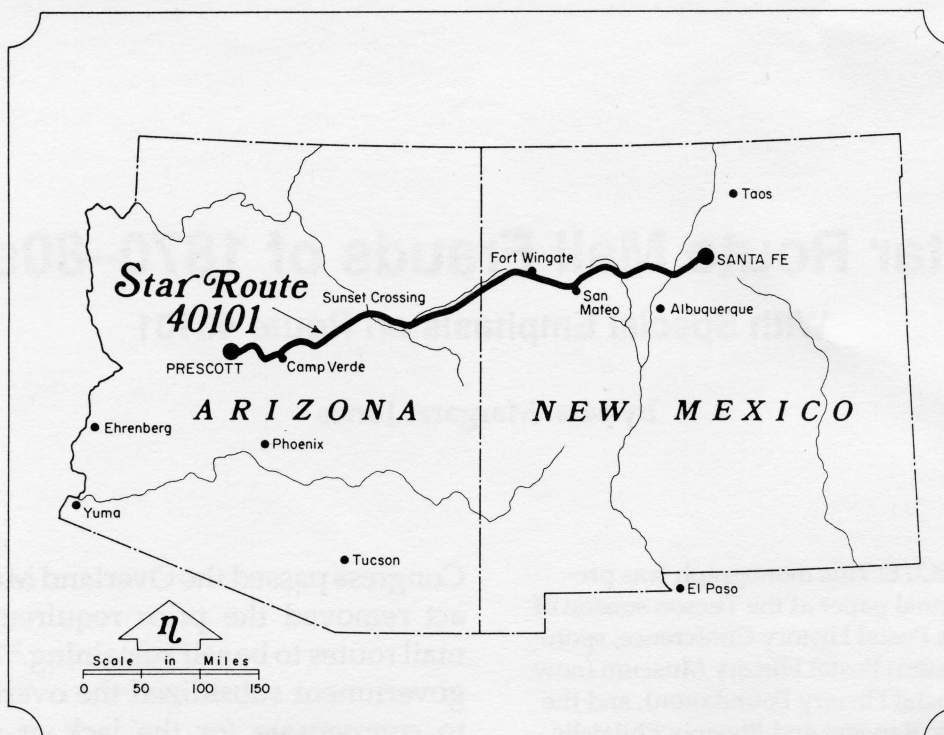 Taos
Fort Wingate
SANTA FE
Star Route
40101
Sunset Crossing
San
Mateo
Albuquerque
PRESCOTT
Camp Verde
ARIZONA
NEW MEXICO
Ehrenberg
Phoenix
Yuma
Tucson
El Paso
n
Scale in Miles
0 50 100 150